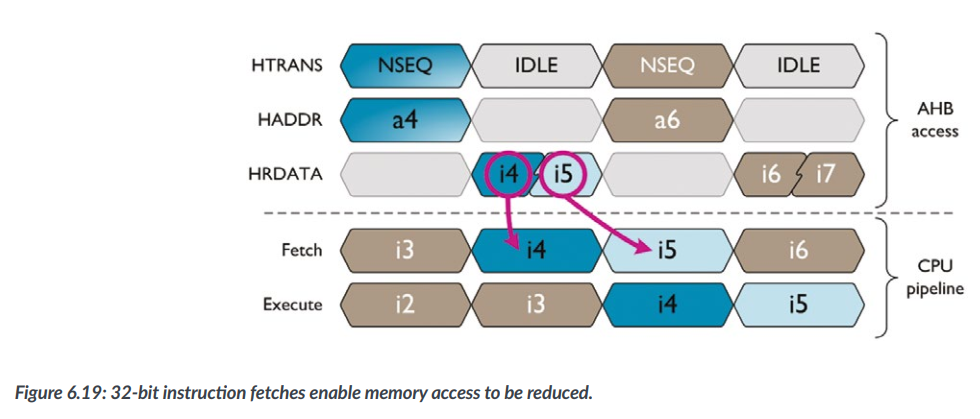 HTRANS NSEQ IDLE NSEQ IDLE
HADDR a4 a6
AHB access
HRDATA i4 i5 i6 i7
Fetch i3 i4 i5 i6
CPU pipeline
Execute i2 i3 i4 i5
Figure 6.19: 32-bit instruction fetches enable memory access to be reduced.